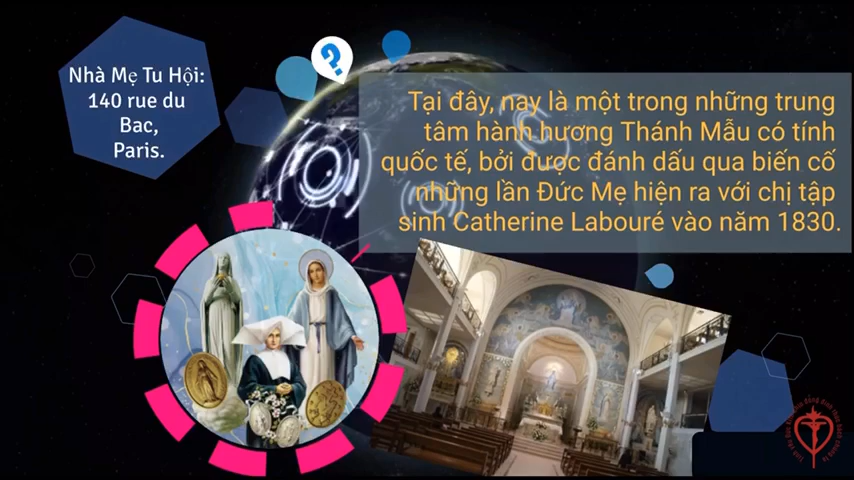 Nhà Mẹ Tu Hội:
140 rue du
Bac,
Paris.
?
Tại đây, nay là một trong những trung
tâm hành hương Thánh Mẫu có tính
quốc tế, bởi được đánh dấu qua biến cố
những lần Đức Mẹ hiện ra với chị tập
sinh Catherine Labouré vào năm 1830.